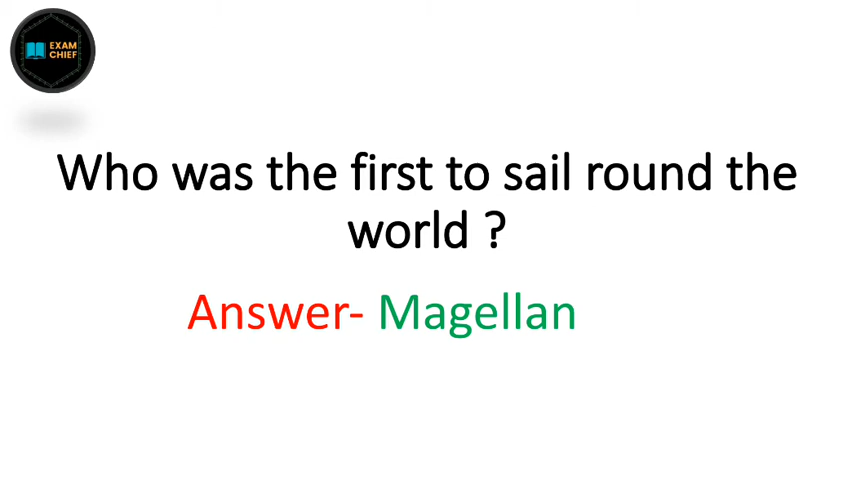 EXAM
CHIEF
Who was the first to sail round the
world ?
Answer- Magellan